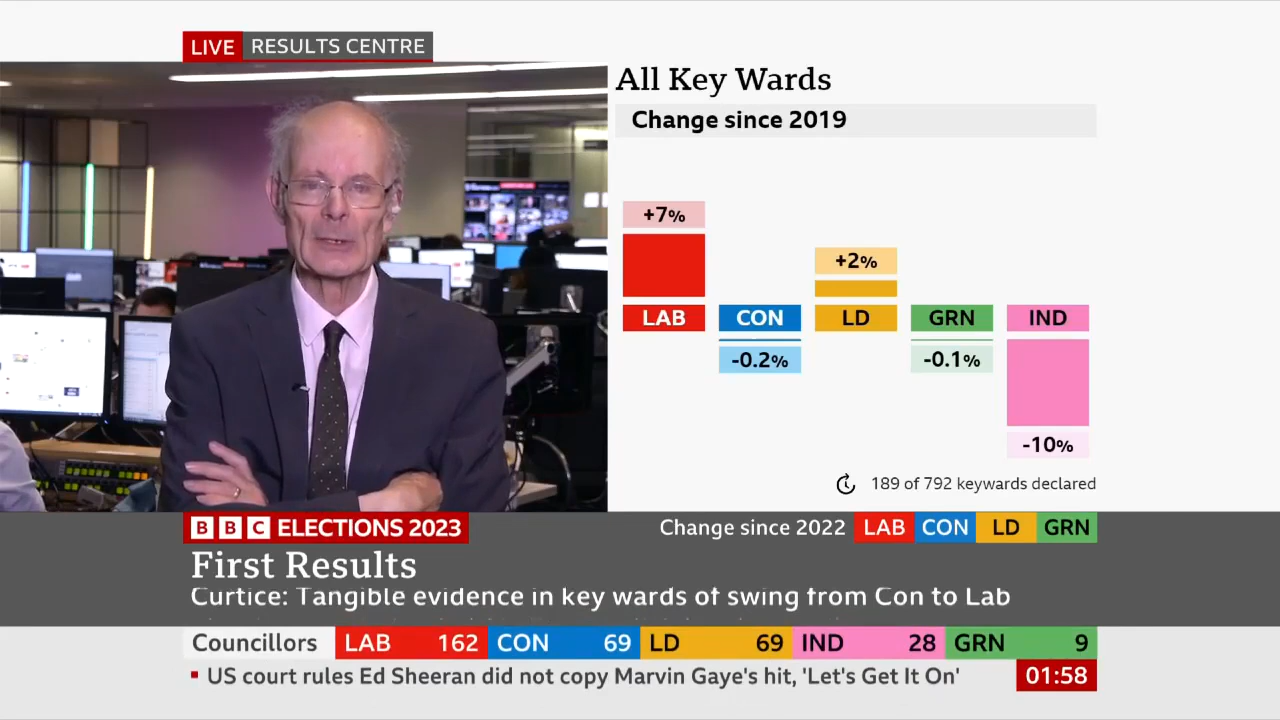 LIVE RESULTS CENTRE
All Key Wards
Change since 2019
+7%
+2%
LAB CON LD GRN IND
-0.2% -0.1%
-10%
189 of 792 keywards declared
BBC ELECTIONS 2023
Change since 2022 LAB CON LD GRN
First Results
Curtice: Tangible evidence in key wards of swing from Con to Lab
Councillors LAB 162 CON 69 LD 69 IND 28 GRN 9
US court rules Ed Sheeran did not copy Marvin Gaye's hit, 'Let's Get It On' 01:58